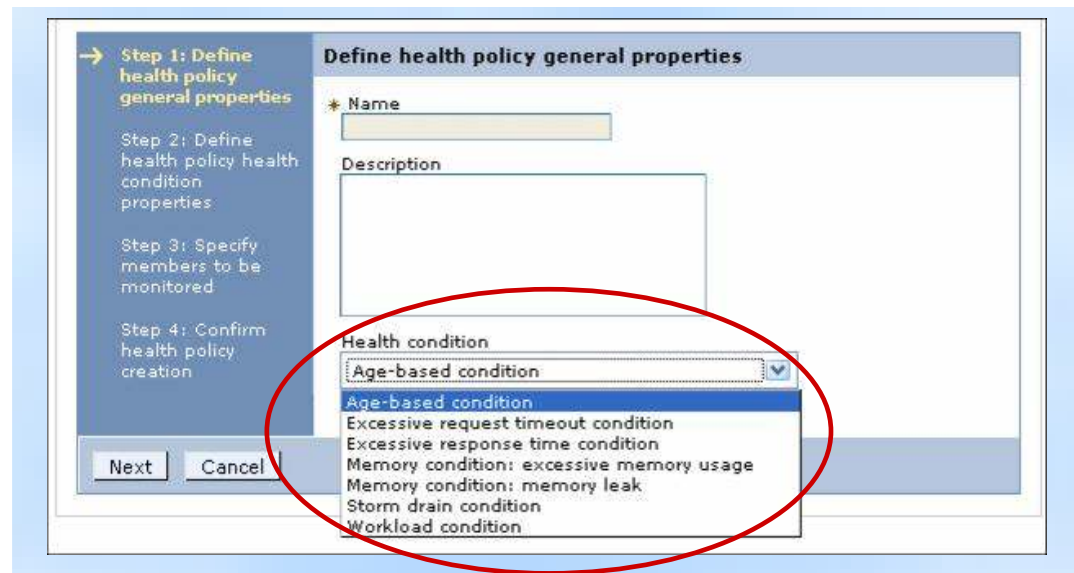 Step 1: Define
health policy
general properties
Step 2: Define
health policy health
condition
properties
Step 3: Specify
members to be
monitored
Step 4: Confirm
health policy
creation
Define health policy general properties
* Name
Description
Health condition
Age-based condition
Age-based condition
Excessive request timeout condition
Excessive response time condition
Memory condition: excessive memory usage
Memory condition: memory leak
Storm drain condition
Workload condition
Next Cancel